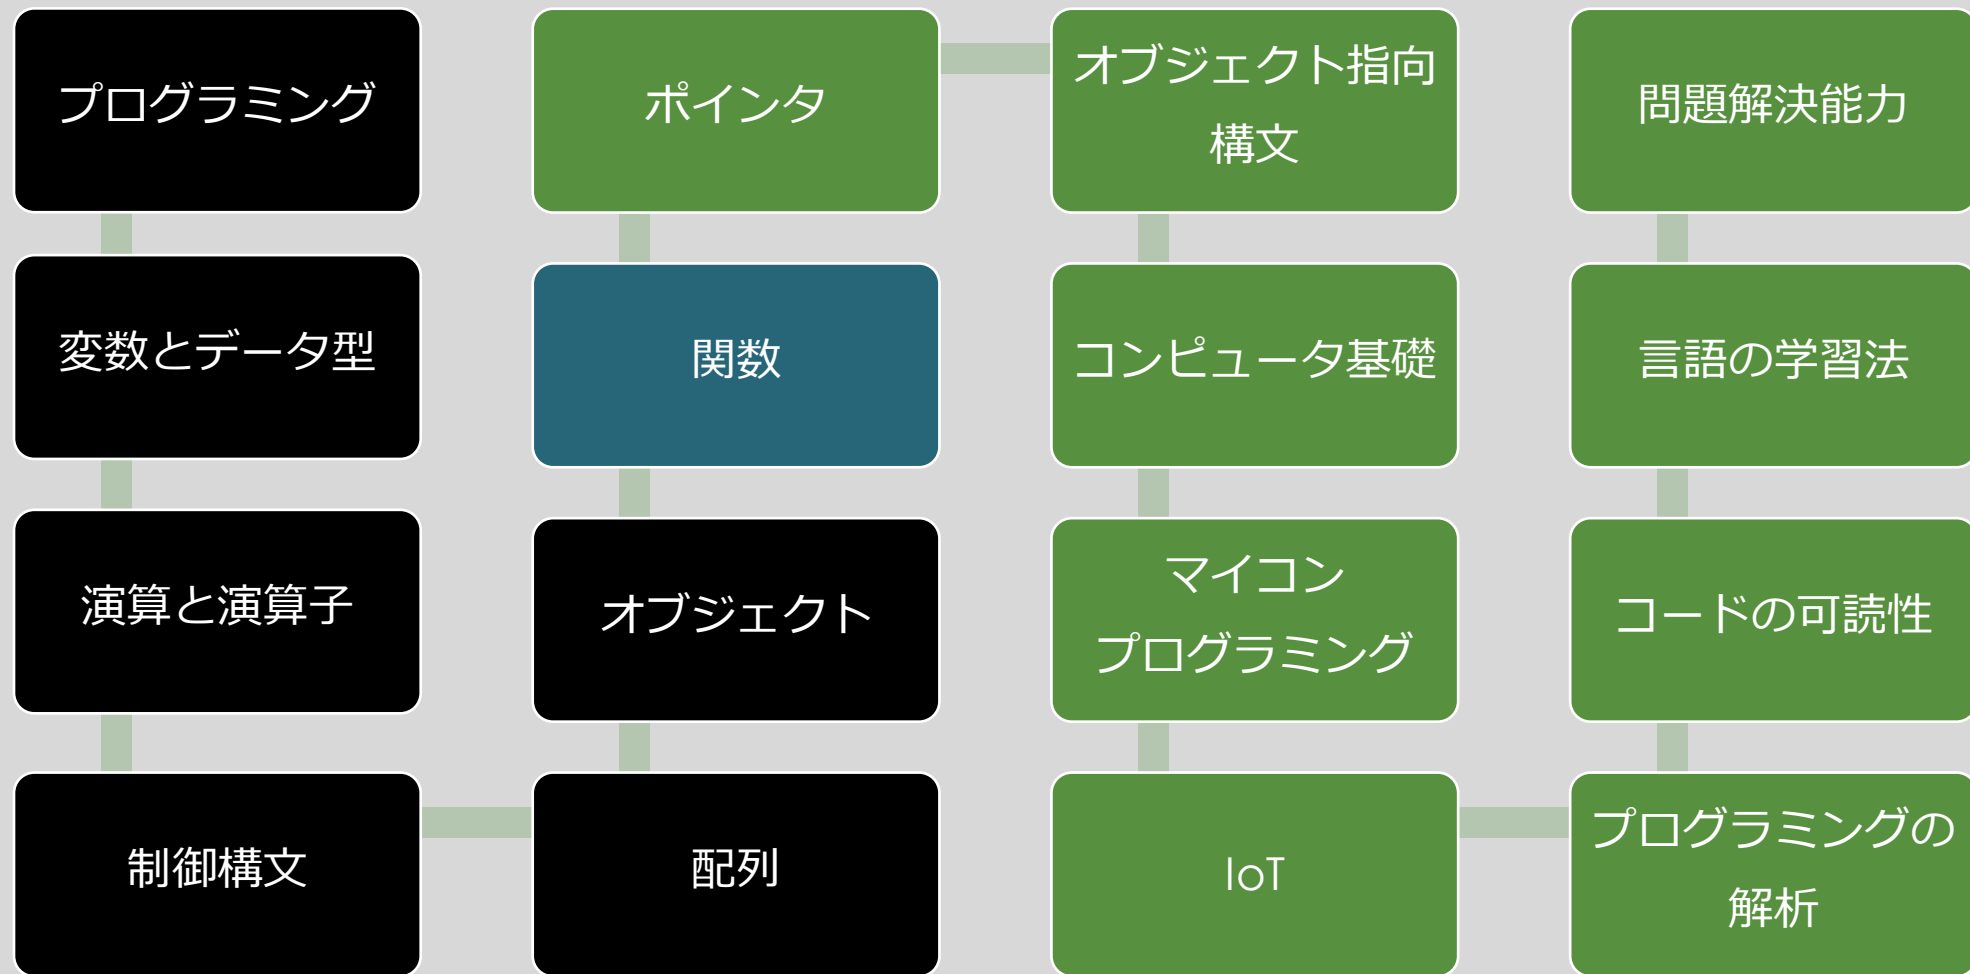 プログラミング
変数とデータ型
演算と演算子
制御構文
配列
オブジェクト
関数
ポインタ
オブジェクト指向
構文
コンピュータ基礎
マイコン
プログラミング
IoT
プログラミングの
解析
コードの可読性
言語の学習法
問題解決能力